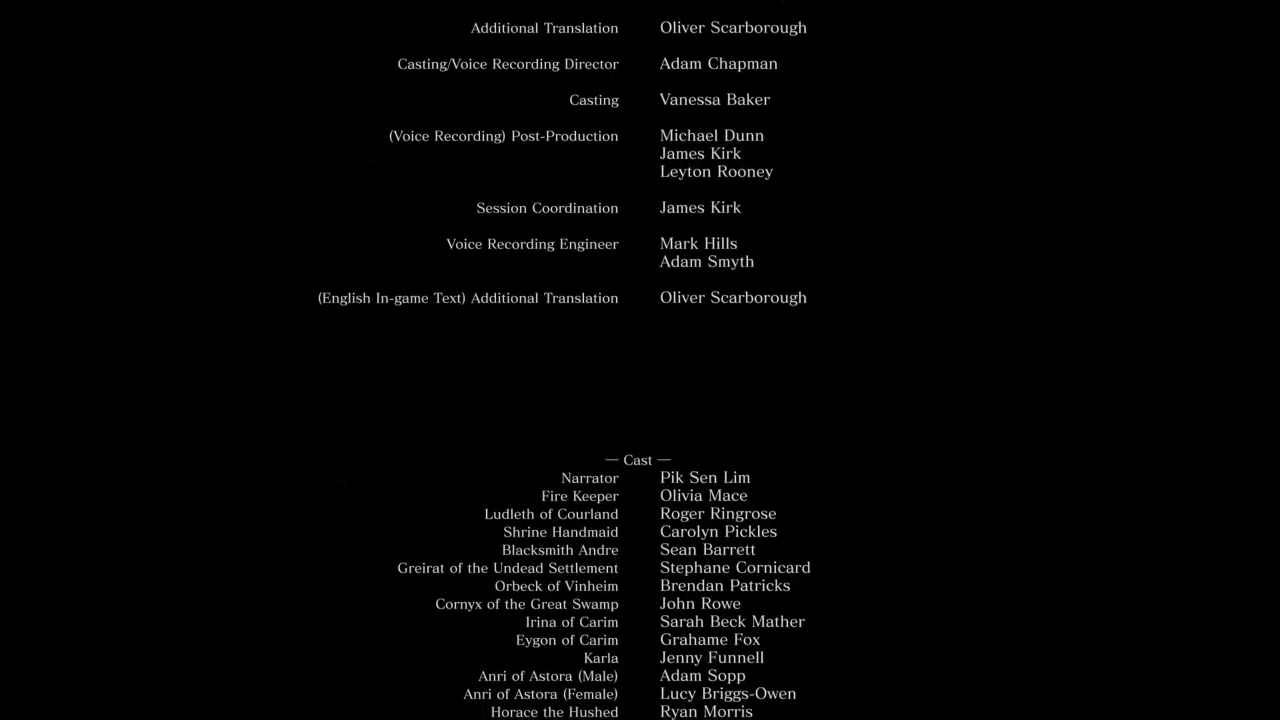 Additional Translation Oliver Scarborough
Casting/Voice Recording Director Adam Chapman
Casting Vanessa Baker
(Voice Recording) Post-Production Michael Dunn
James Kirk
Leyton Rooney
Session Coordination James Kirk
Voice Recording Engineer Mark Hills
Adam Smyth
(English In-game Text) Additional Translation Oliver Scarborough
— Cast —
Narrator Pik Sen Lim
Fire Keeper Olivia Mace
Ludleth of Courland Roger Ringrose
Shrine Handmaid Carolyn Pickles
Blacksmith Andre Sean Barrett
Greirat of the Undead Settlement Stephane Cornicard
Orbeck of Vinheim Brendan Patricks
Cornyx of the Great Swamp John Rowe
Irina of Carim Sarah Beck Mather
Eygon of Carim Grahame Fox
Karla Jenny Funnell
Anri of Astora (Male) Adam Sopp
Anri of Astora (Female) Lucy Briggs-Owen
Horace the Hushed Ryan Morris